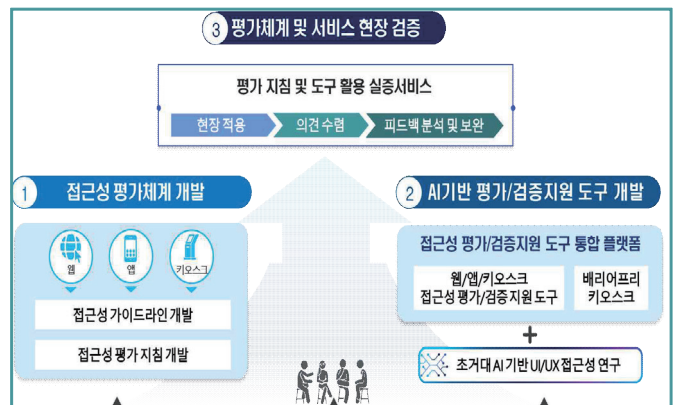 3 평가체계 및 서비스 현장 검증
평가 지침 및 도구 활용 실증서비스
현장 적용
의견 수렴
피드백 분석 및 보완
1 접근성 평가체계 개발
웹
앱
키오스크
접근성 가이드라인 개발
접근성 평가 지침 개발
2 AI기반 평가/검증지원 도구 개발
접근성 평가/검증지원 도구 통합 플랫폼
웹/앱/키오스크
접근성 평가/검증 지원 도구
배리어프리
키오스크
+
초거대 AI 기반 UI/UX 접근성 연구